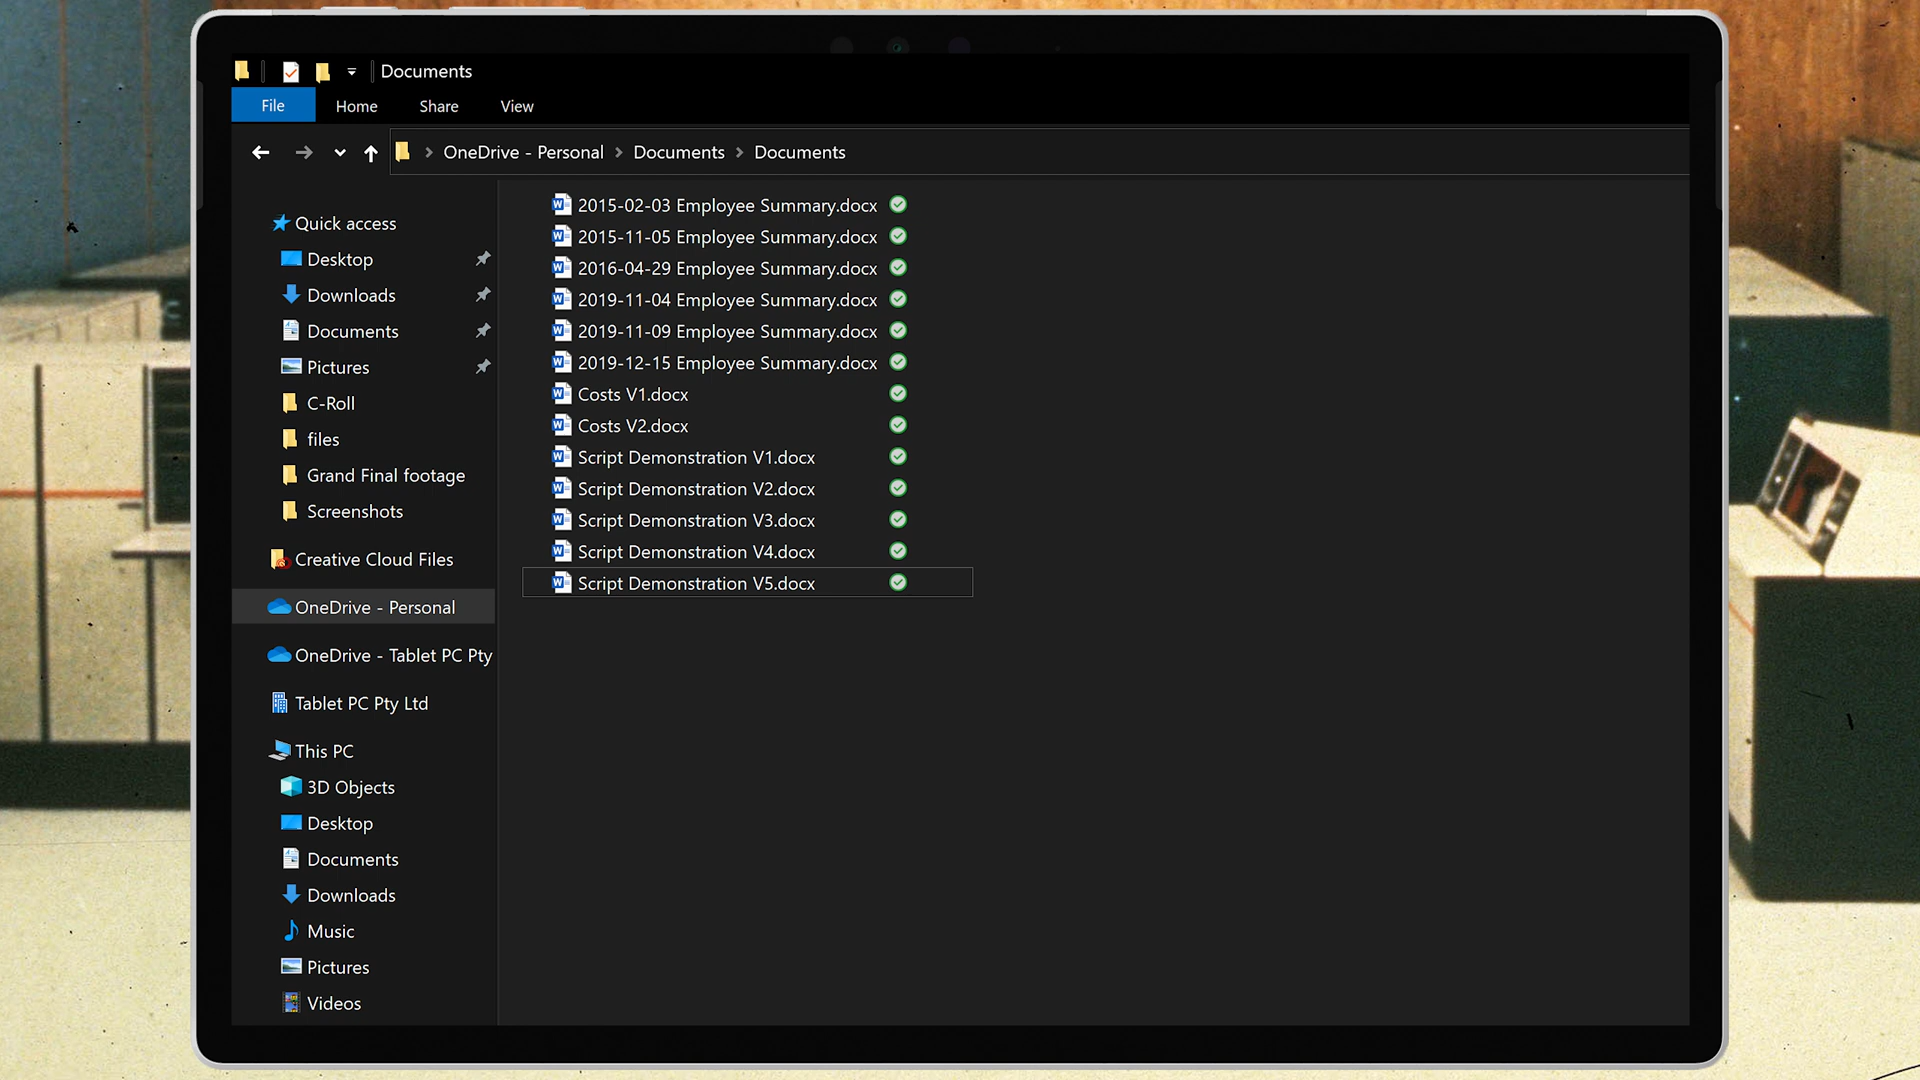 Documents
File Home Share View
OneDrive - Personal > Documents > Documents
Quick access
Desktop
Downloads
Documents
Pictures
C-Roll
files
Grand Final footage
Screenshots
Creative Cloud Files
OneDrive - Personal
OneDrive - Tablet PC Pty
Tablet PC Pty Ltd
This PC
3D Objects
Desktop
Documents
Downloads
Music
Pictures
Videos
2015-02-03 Employee Summary.docx
2015-11-05 Employee Summary.docx
2016-04-29 Employee Summary.docx
2019-11-04 Employee Summary.docx
2019-11-09 Employee Summary.docx
2019-12-15 Employee Summary.docx
Costs V1.docx
Costs V2.docx
Script Demonstration V1.docx
Script Demonstration V2.docx
Script Demonstration V3.docx
Script Demonstration V4.docx
Script Demonstration V5.docx